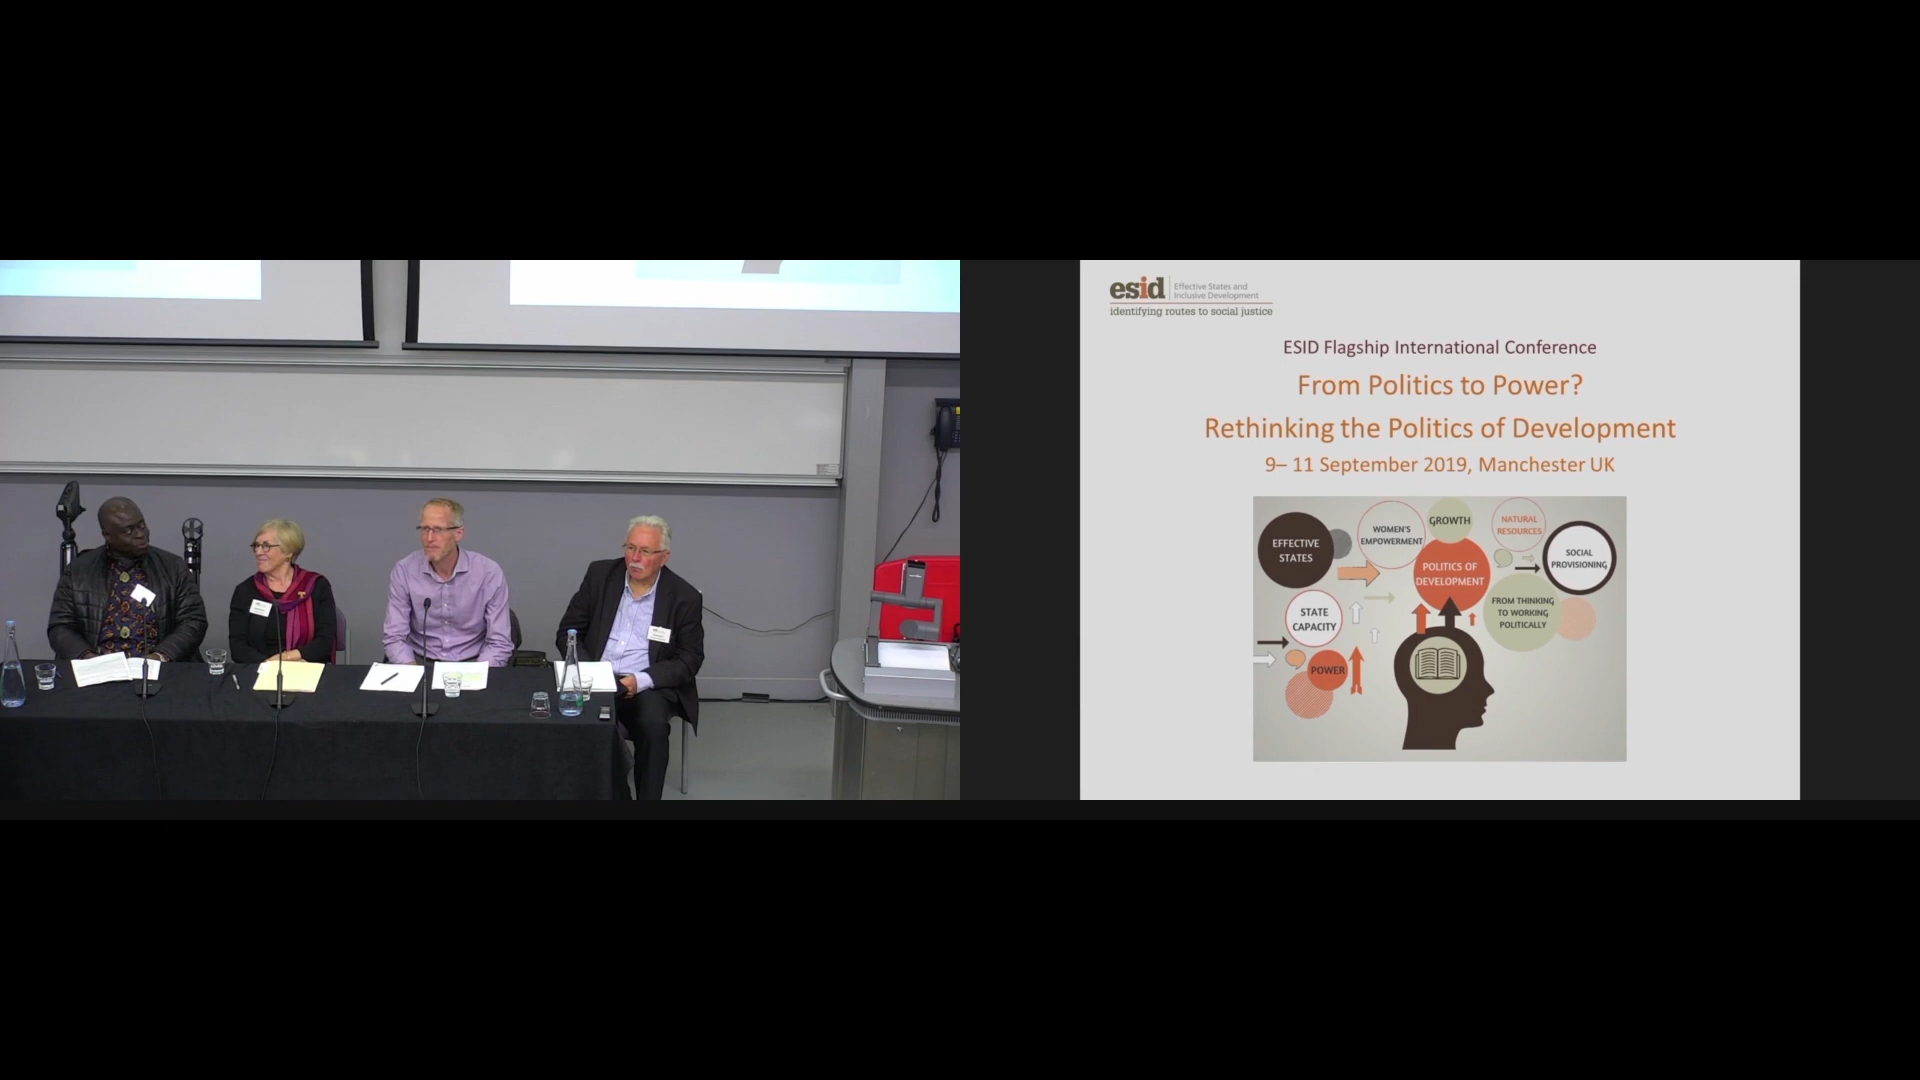 esid
Effective States and
Inclusive Development
identifying routes to social justice
ESID Flagship International Conference
From Politics to Power?
Rethinking the Politics of Development
9– 11 September 2019, Manchester UK
EFFECTIVE
STATES
WOMEN'S
EMPOWERMENT
GROWTH
NATURAL
RESOURCES
SOCIAL
PROVISIONING
POLITICS OF
DEVELOPMENT
STATE
CAPACITY
FROM THINKING
TO WORKING
POLITICALLY
POWER